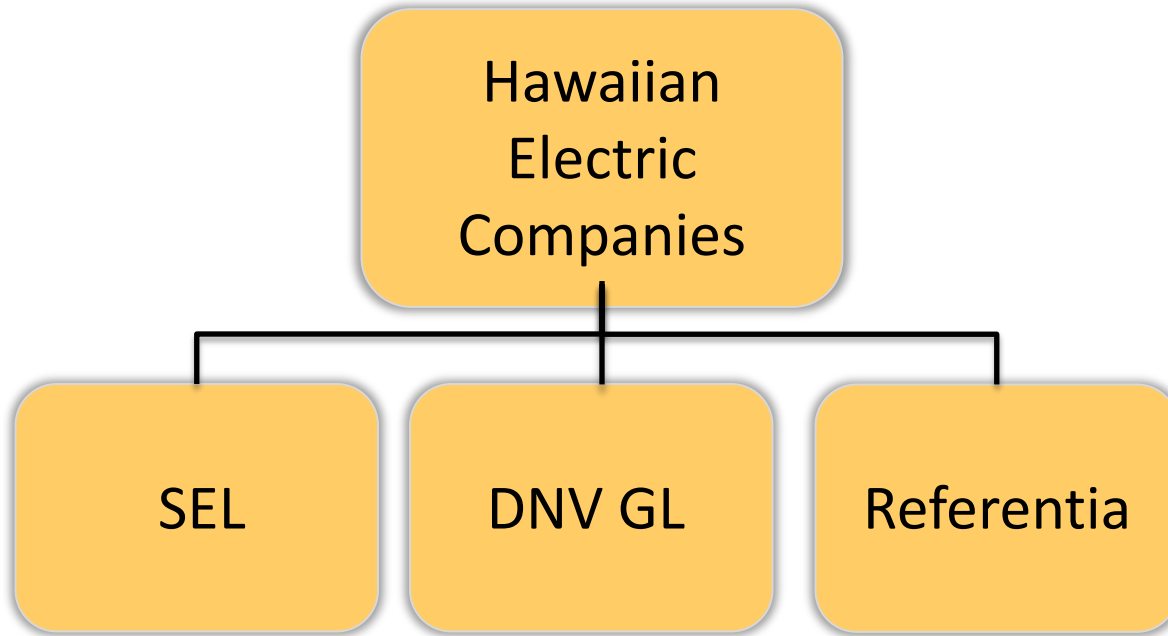 Hawaiian
Electric
Companies
SEL
DNV GL
Referentia